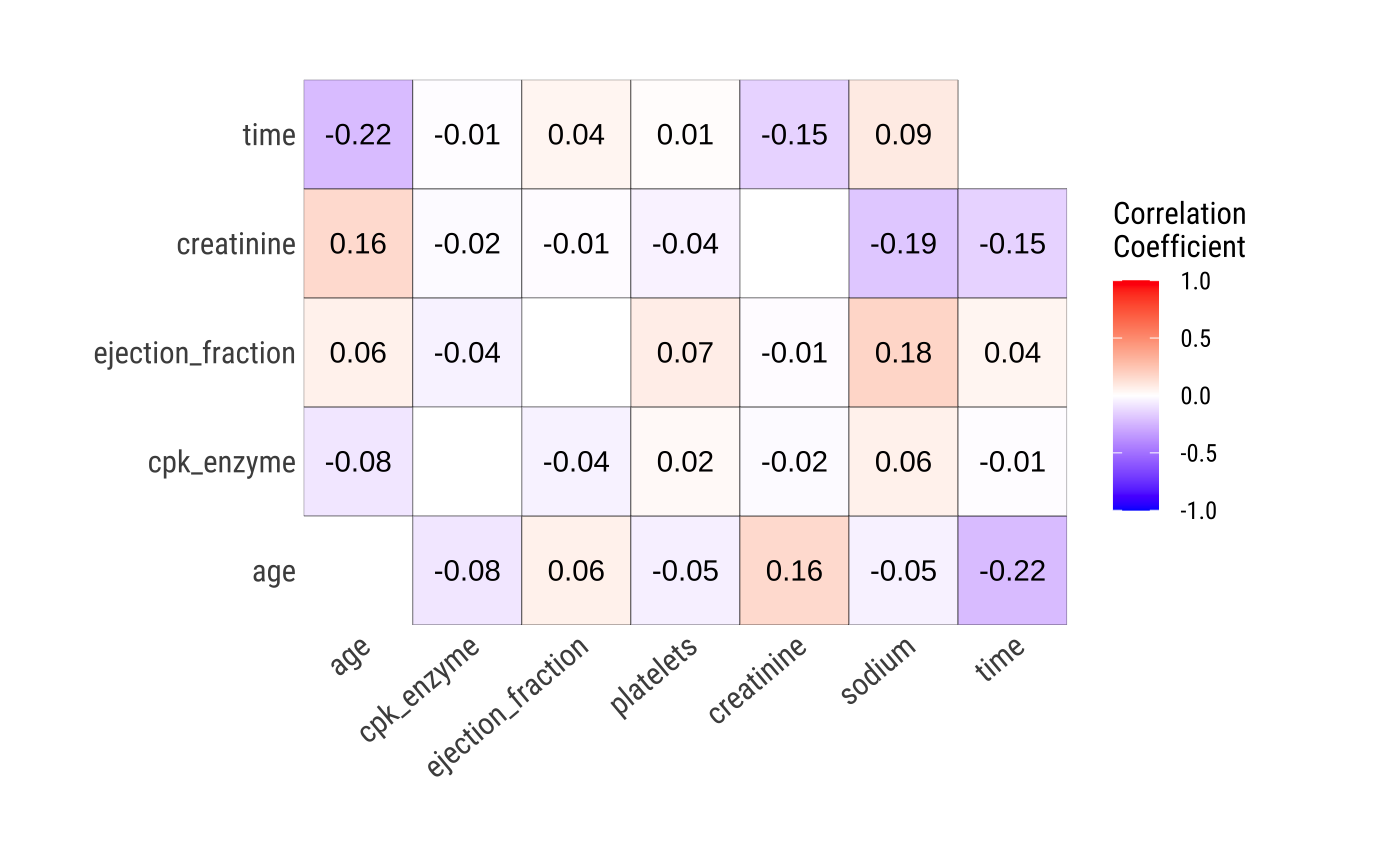 time -0.22 -0.01 0.04 0.01 -0.15 0.09
creatinine 0.16 -0.02 -0.01 -0.04 -0.19 -0.15
ejection_fraction 0.06 -0.04 0.07 -0.01 0.18 0.04
cpk_enzyme -0.08 -0.04 0.02 -0.02 0.06 -0.01
age -0.08 0.06 -0.05 0.16 -0.05 -0.22
age cpk_enzyme ejection_fraction platelets creatinine sodium time
Correlation
Coefficient
1.0
0.5
0.0
-0.5
-1.0